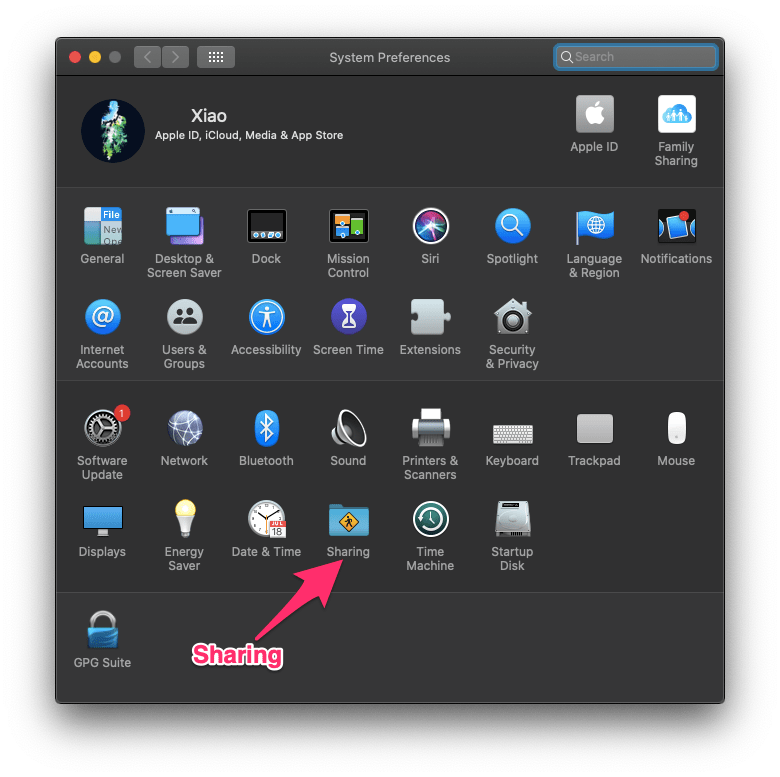 System Preferences
Search
Xiao
Apple ID, iCloud, Media & App Store
Apple ID
Family
Sharing
File
New
Ope
General
Desktop &
Screen Saver
Dock
Mission
Control
Siri
Spotlight
Language
& Region
Notifications
Internet
Accounts
Users &
Groups
Accessibility
Screen Time
Extensions
Security
& Privacy
1
Software
Update
Network
Bluetooth
Sound
Printers &
Scanners
Keyboard
Trackpad
Mouse
Displays
Energy
Saver
JUL
18
Date & Time
Sharing
Time
Machine
Startup
Disk
Sharing
GPG Suite